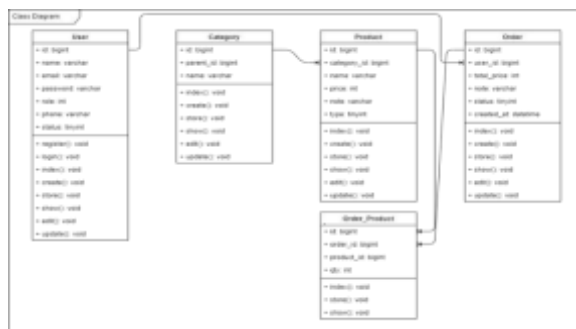 Class Diagram
User
+ id: bigint
+ name: varchar
+ email: varchar
+ password: varchar
+ role: int
+ phone: varchar
+ status: tinyint
+ register(): void
+ login(): void
+ index(): void
+ create(): void
+ store(): void
+ show(): void
+ edit(): void
+ update(): void
Category
+ id: bigint
+ parent_id: bigint
+ name: varchar
+ index(): void
+ create(): void
+ store(): void
+ show(): void
+ edit(): void
+ update(): void
Product
+ id: bigint
+ category_id: bigint
+ name: varchar
+ price: int
+ note: varchar
+ type: tinyint
+ index(): void
+ create(): void
+ store(): void
+ show(): void
+ edit(): void
+ update(): void
Order
+ id: bigint
+ user_id: bigint
+ total_price: int
+ note: varchar
+ status: tinyint
+ created_at: datetime
+ index(): void
+ create(): void
+ store(): void
+ show(): void
+ edit(): void
+ update(): void
Order_Product
+ id: bigint
+ order_id: bigint
+ product_id: bigint
+ qty: int
+ index(): void
+ store(): void
+ show(): void